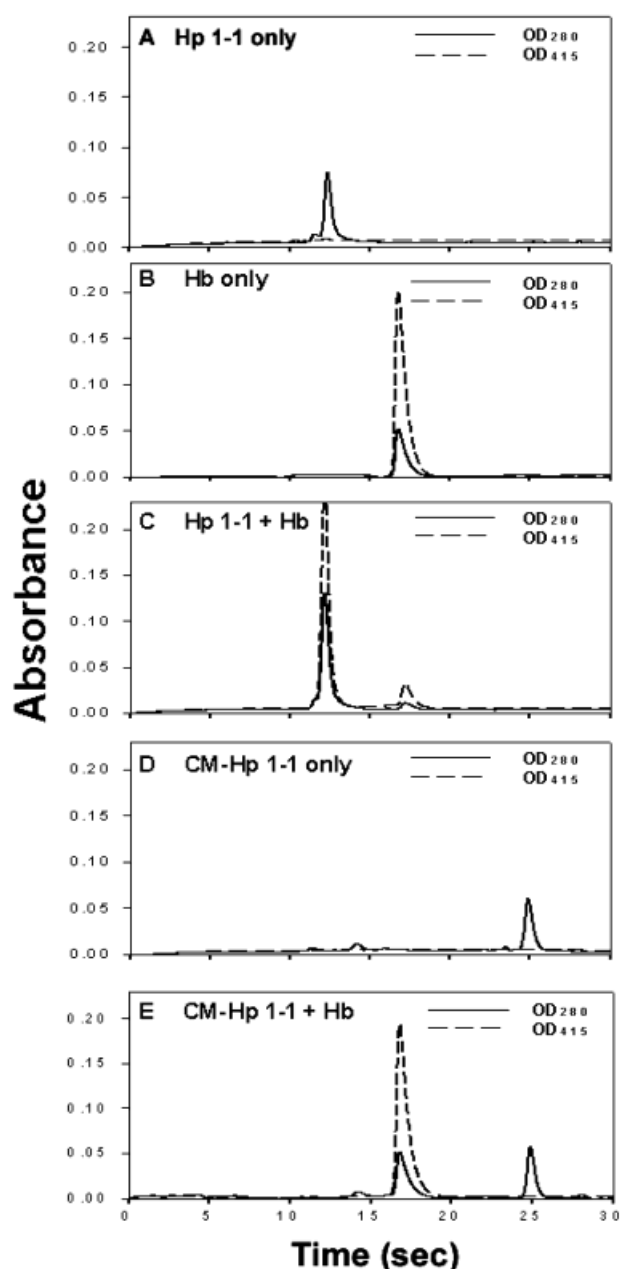 Absorbance
A Hp 1-1 only
OD280
OD415
0.20
0.15
0.10
0.05
0.00
B Hb only
OD280
OD415
0.20
0.15
0.10
0.05
0.00
C Hp 1-1 + Hb
OD280
OD415
0.20
0.15
0.10
0.05
0.00
D CM-Hp 1-1 only
OD280
OD415
0.20
0.15
0.10
0.05
0.00
E CM-Hp 1-1 + Hb
OD280
OD415
0.20
0.15
0.10
0.05
0.00
0 5 10 15 20 25 30
Time (sec)